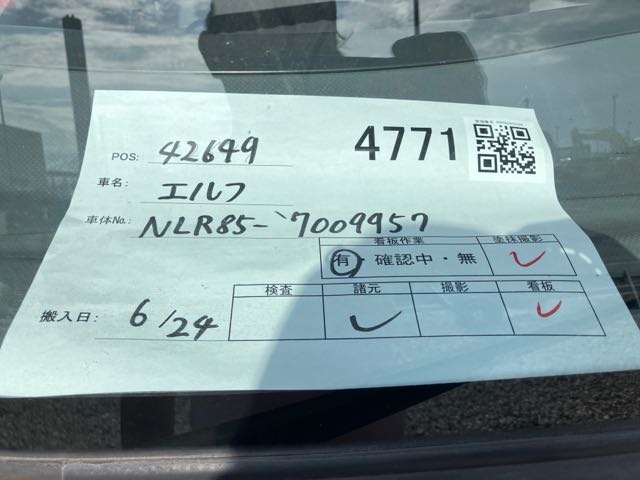 POS: 42649
4771
車名: エルフ
車体No.: NLR85-7009957
看板作業 塗抹撮影
有・確認中・無 ✓
検査 諸元 撮影 看板
搬入日: 6/24 ✓ ✓